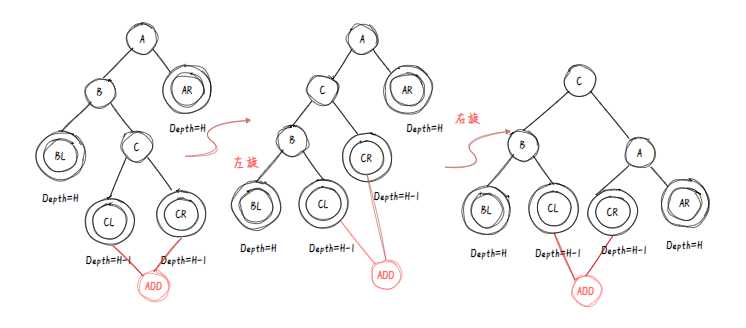 A
B
AR
Depth=H
BL
C
Depth=H
CL
CR
Depth=H-1
Depth=H-1
ADD
左旋
A
C
AR
Depth=H
B
CR
Depth=H-1
BL
CL
Depth=H
Depth=H-1
ADD
右旋
C
B
A
BL
CL
CR
AR
Depth=H
Depth=H-1
Depth=H-1
Depth=H
ADD